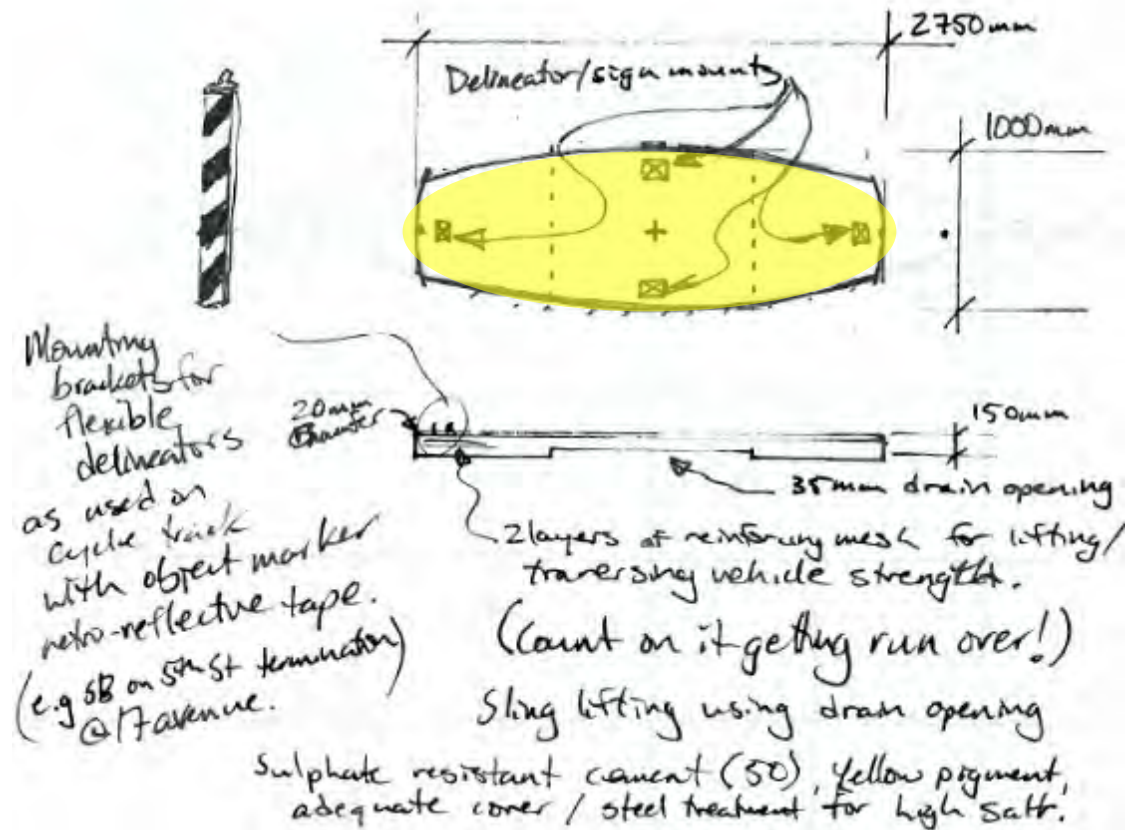 2750mm
Delineator/sign mounts
1000mm
Mounting
brackets for
flexible
delineators
as used on
cycle track
with object marker
retro-reflective tape.
(e.g SB on 5th St termination)
@17 avenue.
20mm
150mm
35mm drain opening
2 layers of reinforcing mesh for lifting/
traversing vehicle strength.
(Count on it getting run over!)
Sling lifting using drain opening
Sulphate resistant cement (50), Yellow pigment,
adequate cover / steel treatment for high salt.